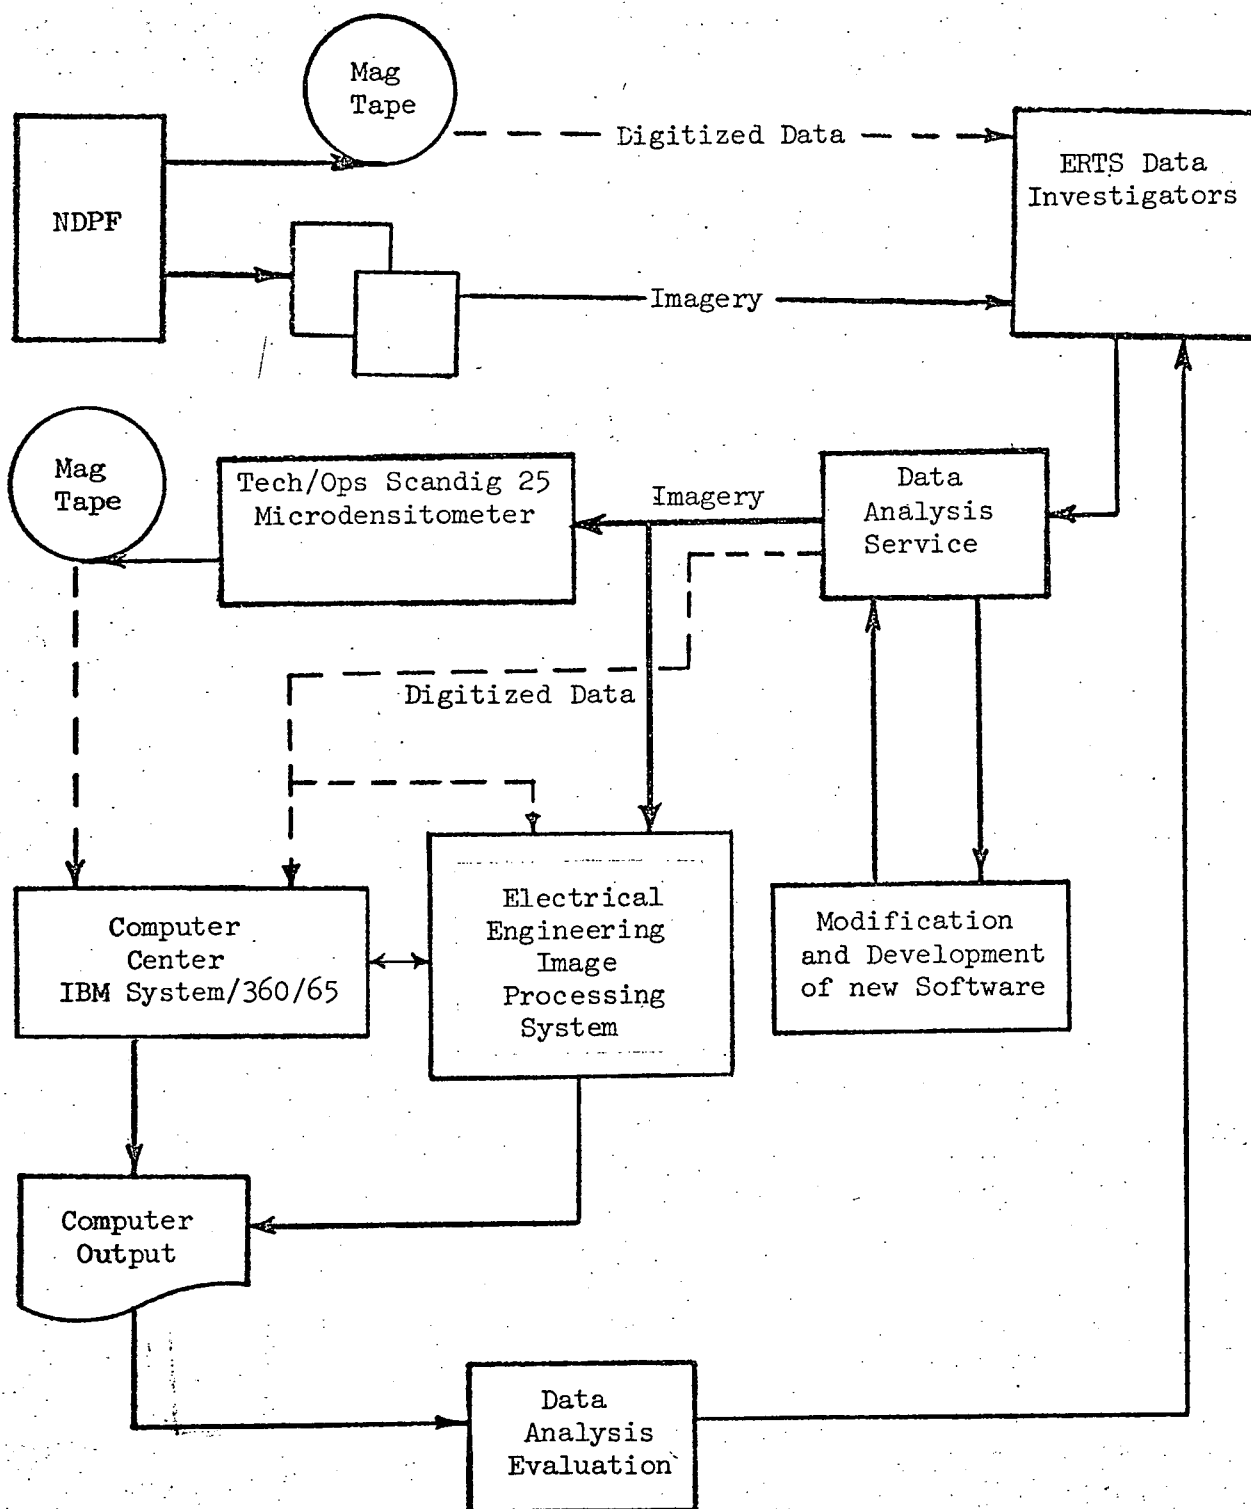 Mag
Tape
NDPF
Digitized Data
ERTS Data
Investigators
Imagery
Mag
Tape
Tech/Ops Scandig 25
Microdensitometer
Imagery
Data
Analysis
Service
Digitized Data
Computer
Center
IBM System/360/65
Electrical
Engineering
Image
Processing
System
Modification
and Development
of new Software
Computer
Output
Data
Analysis
Evaluation